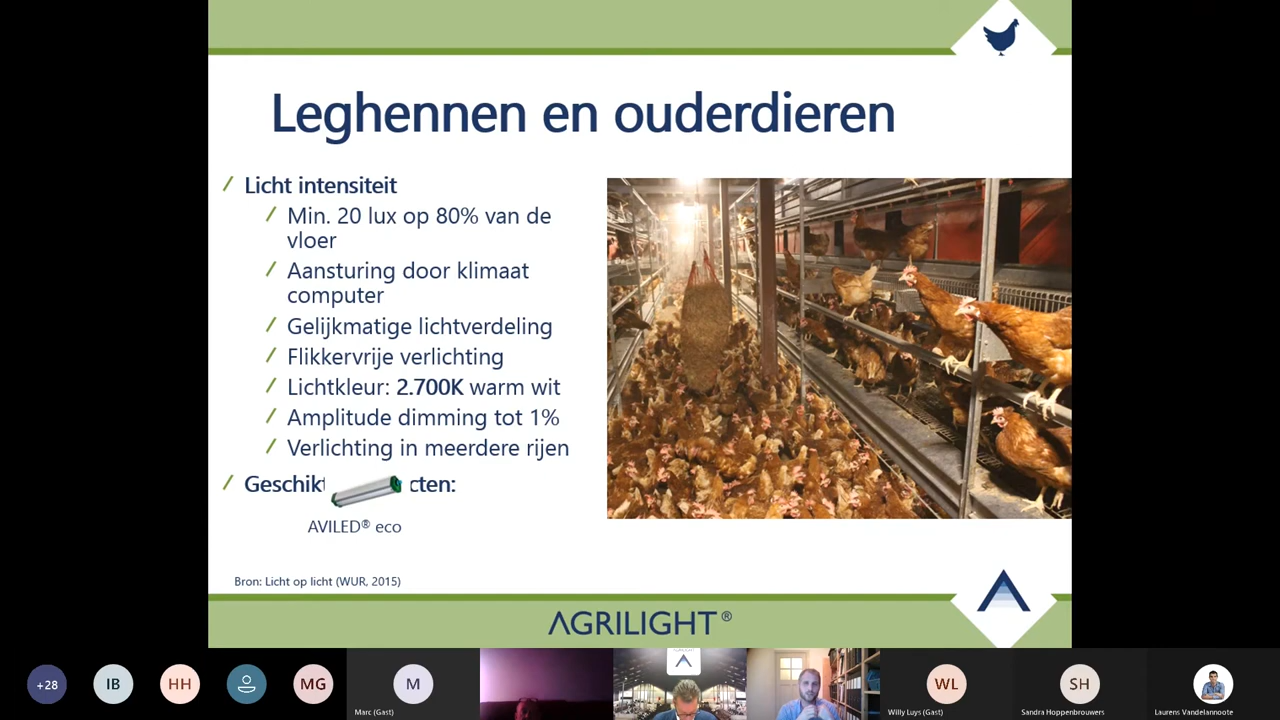 Leghennen en ouderdieren
Licht intensiteit
Min. 20 lux op 80% van de
vloer
Aansturing door klimaat
computer
Gelijkmatige lichtverdeling
Flikkervrije verlichting
Lichtkleur: 2.700K warm wit
Amplitude dimming tot 1%
Verlichting in meerdere rijen
Geschikt cten:
AVILED® eco
Bron: Licht op licht (WUR, 2015)
AGRILIGHT®
+28
IB
HH
MG
M
Marc (Gast)
WL
Willy Luys (Gast)
SH
Sandra Hoppenbrouwers
Laurens Vandelannoote